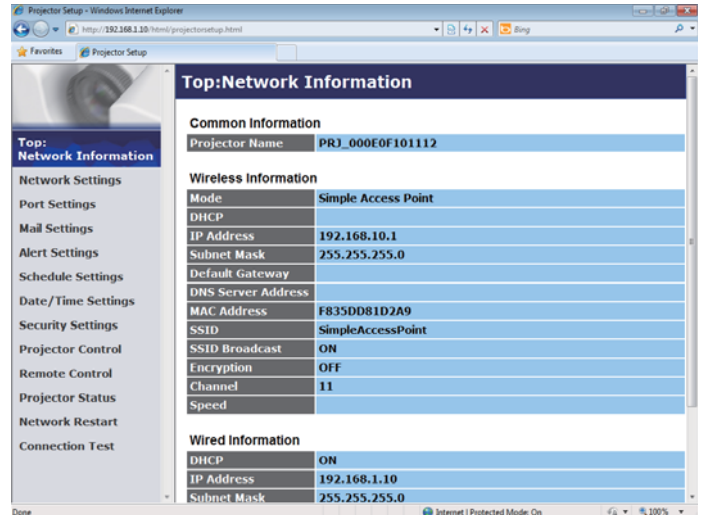 Projector Setup - Windows Internet Explorer
http://192.168.1.10/html/projectorsetup.html
Bing
Favorites
Projector Setup
Top:
Network Information
Network Settings
Port Settings
Mail Settings
Alert Settings
Schedule Settings
Date/Time Settings
Security Settings
Projector Control
Remote Control
Projector Status
Network Restart
Connection Test
Top:Network Information
Common Information
Projector Name PRJ_000E0F101112
Wireless Information
Mode Simple Access Point
DHCP
IP Address 192.168.10.1
Subnet Mask 255.255.255.0
Default Gateway
DNS Server Address
MAC Address F835DD81D2A9
SSID SimpleAccessPoint
SSID Broadcast ON
Encryption OFF
Channel 11
Speed
Wired Information
DHCP ON
IP Address 192.168.1.10
Subnet Mask 255.255.255.0
Done
Internet | Protected Mode: On
100%